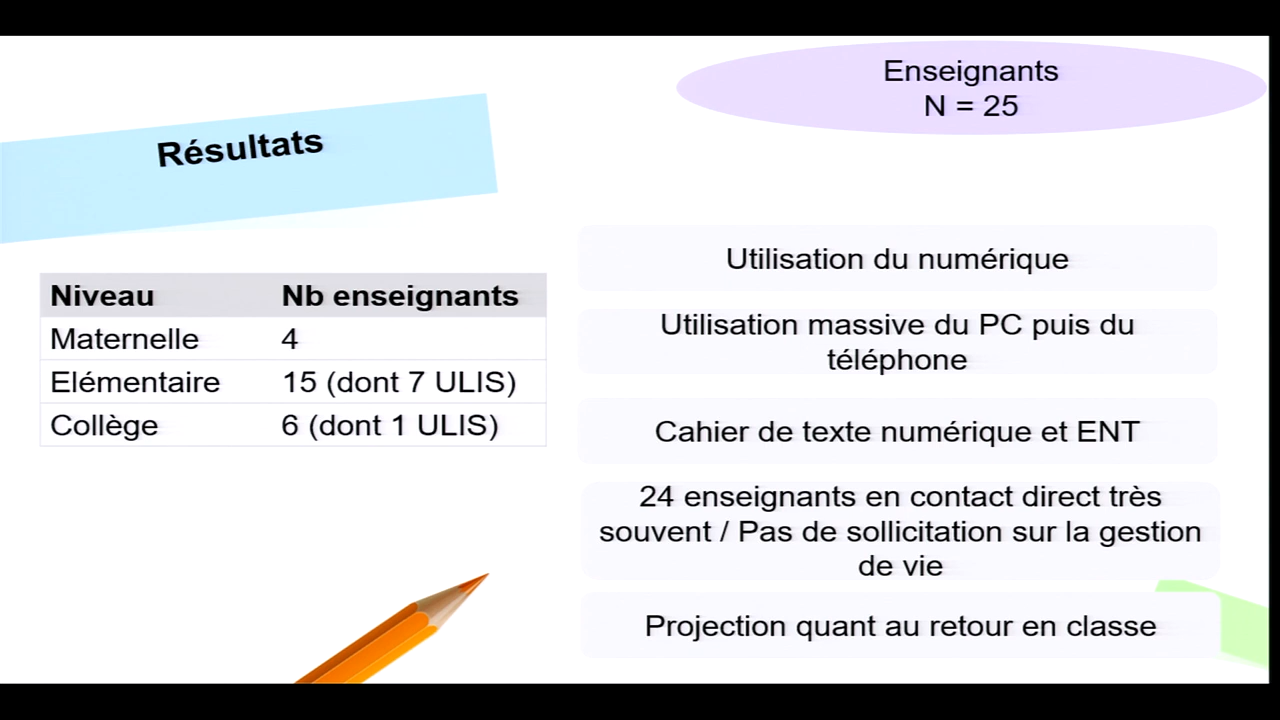 Enseignants
N = 25
Résultats
Niveau Nb enseignants
Maternelle 4
Elémentaire 15 (dont 7 ULIS)
Collège 6 (dont 1 ULIS)
Utilisation du numérique
Utilisation massive du PC puis du
téléphone
Cahier de texte numérique et ENT
24 enseignants en contact direct très
souvent / Pas de sollicitation sur la gestion
de vie
Projection quant au retour en classe